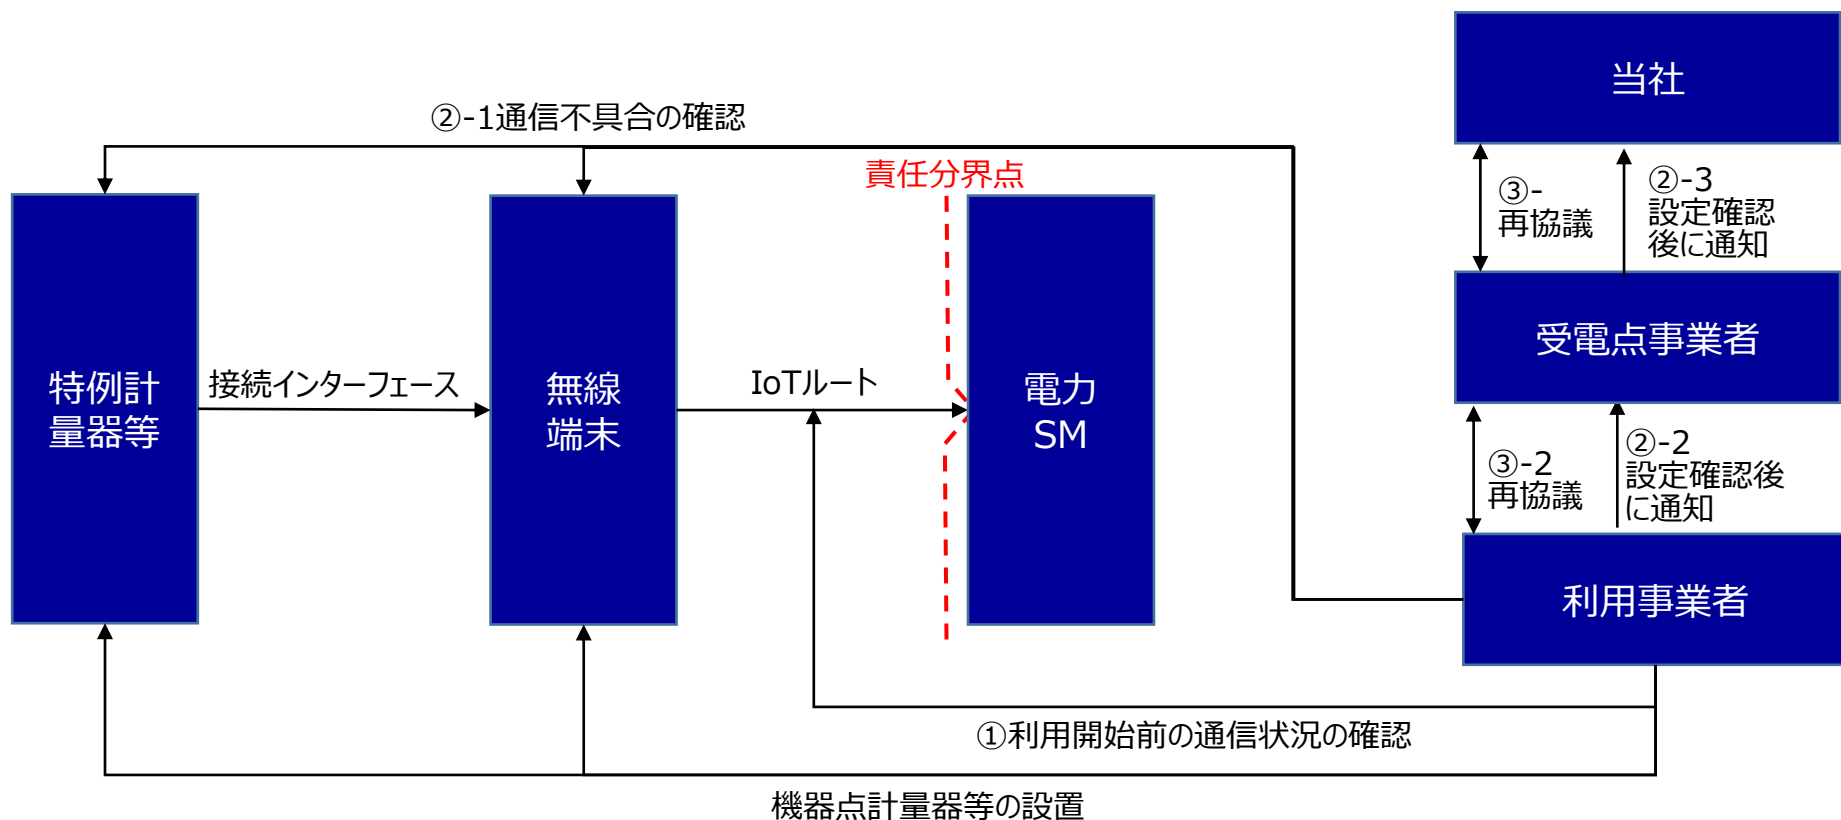 当社
②-1通信不具合の確認
責任分界点
③-
再協議
②-3
設定確認
後に通知
受電点事業者
特例計
量器等
接続インターフェース
無線
端末
IoTルート
電力
SM
③-2
再協議
②-2
設定確認後
に通知
利用事業者
①利用開始前の通信状況の確認
機器点計量器等の設置